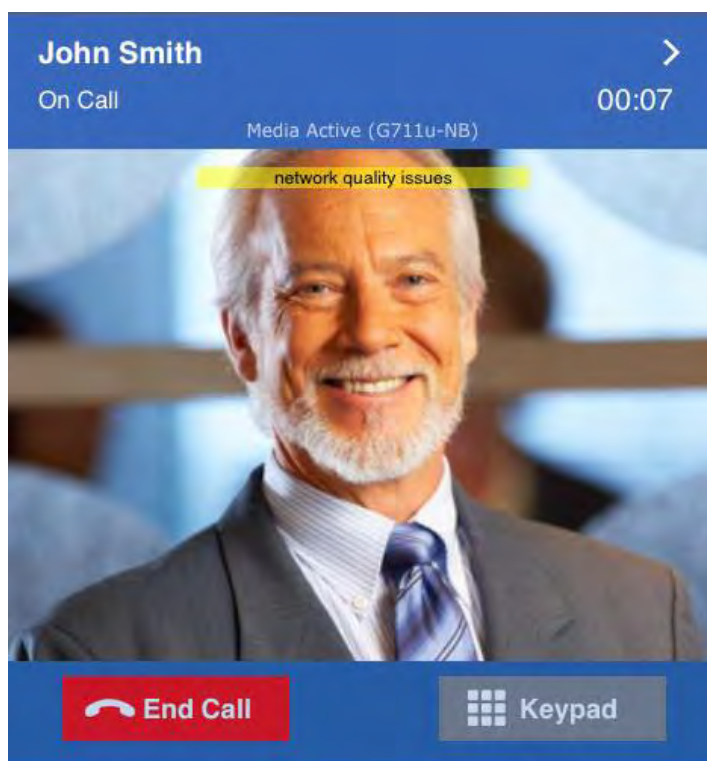 John Smith
On Call
00:07
Media Active (G711u-NB)
network quality issues
End Call
Keypad